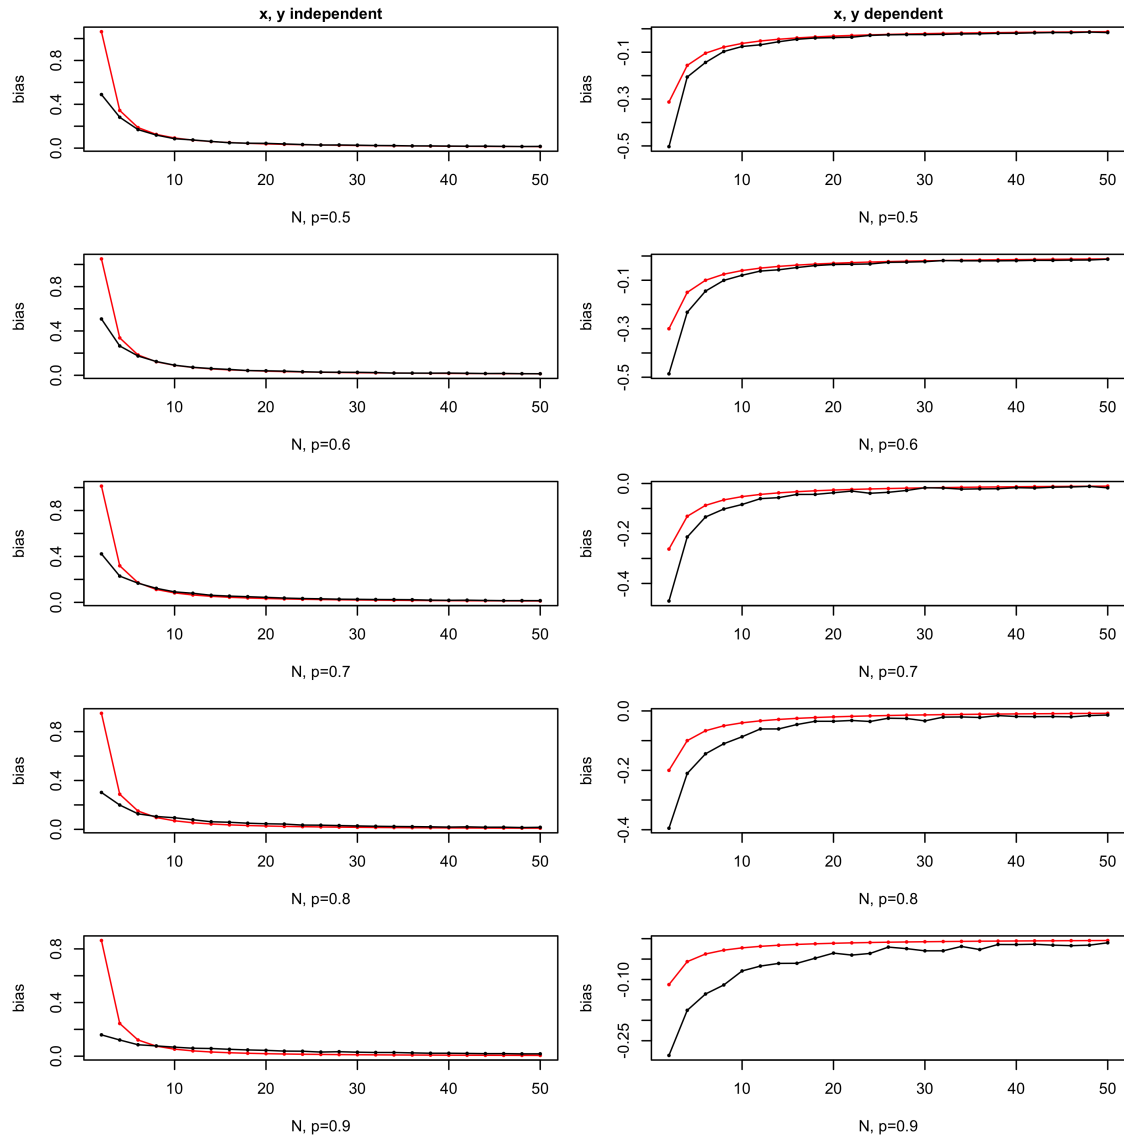 x, y independent
x, y dependent
bias
0.0 0.4 0.8
10 20 30 40 50
N, p=0.5
bias
-0.5 -0.3 -0.1
10 20 30 40 50
N, p=0.5
bias
0.0 0.4 0.8
10 20 30 40 50
N, p=0.6
bias
-0.5 -0.3 -0.1
10 20 30 40 50
N, p=0.6
bias
0.0 0.4 0.8
10 20 30 40 50
N, p=0.7
bias
-0.4 -0.2 0.0
10 20 30 40 50
N, p=0.7
bias
0.0 0.4 0.8
10 20 30 40 50
N, p=0.8
bias
-0.4 -0.2 0.0
10 20 30 40 50
N, p=0.8
bias
0.0 0.4 0.8
10 20 30 40 50
N, p=0.9
bias
-0.25 -0.10
10 20 30 40 50
N, p=0.9